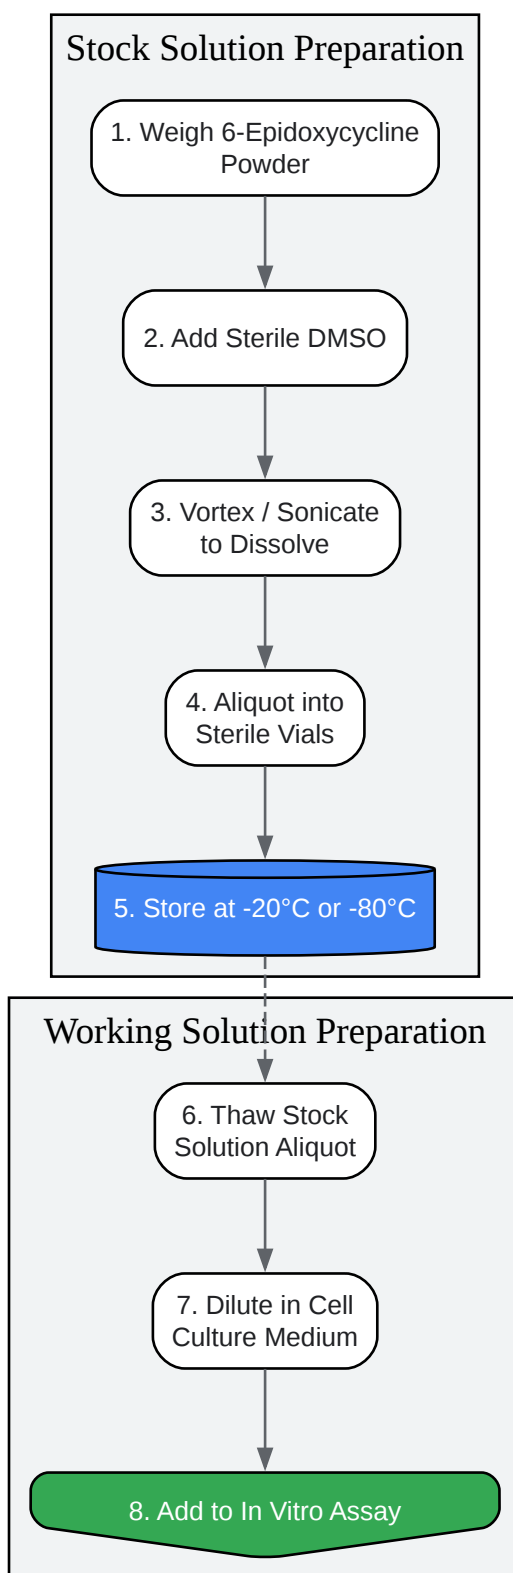 Stock Solution Preparation
1. Weigh 6-Epidoxycycline
Powder
2. Add Sterile DMSO
3. Vortex / Sonicate
to Dissolve
4. Aliquot into
Sterile Vials
5. Store at -20°C or -80°C
Working Solution Preparation
6. Thaw Stock
Solution Aliquot
7. Dilute in Cell
Culture Medium
8. Add to In Vitro Assay